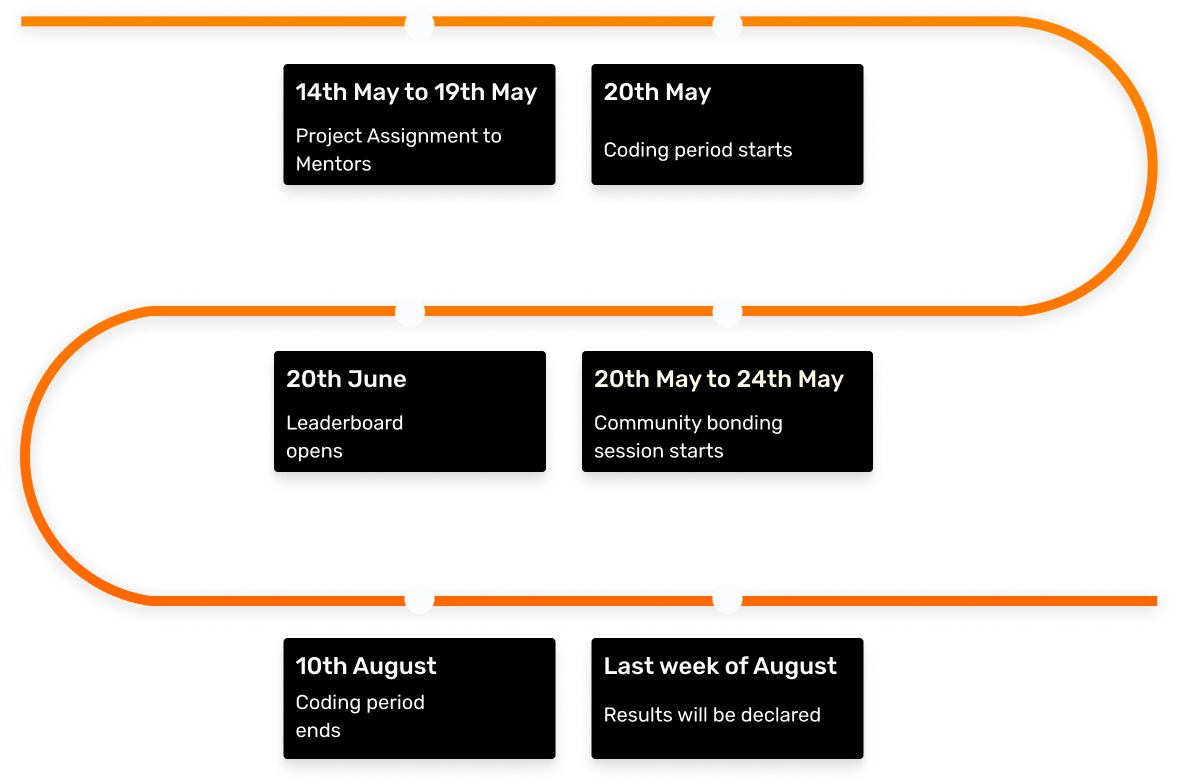 14th May to 19th May
Project Assignment to
Mentors
20th May
Coding period starts
20th June
Leaderboard
opens
20th May to 24th May
Community bonding
session starts
10th August
Coding period
ends
Last week of August
Results will be declared